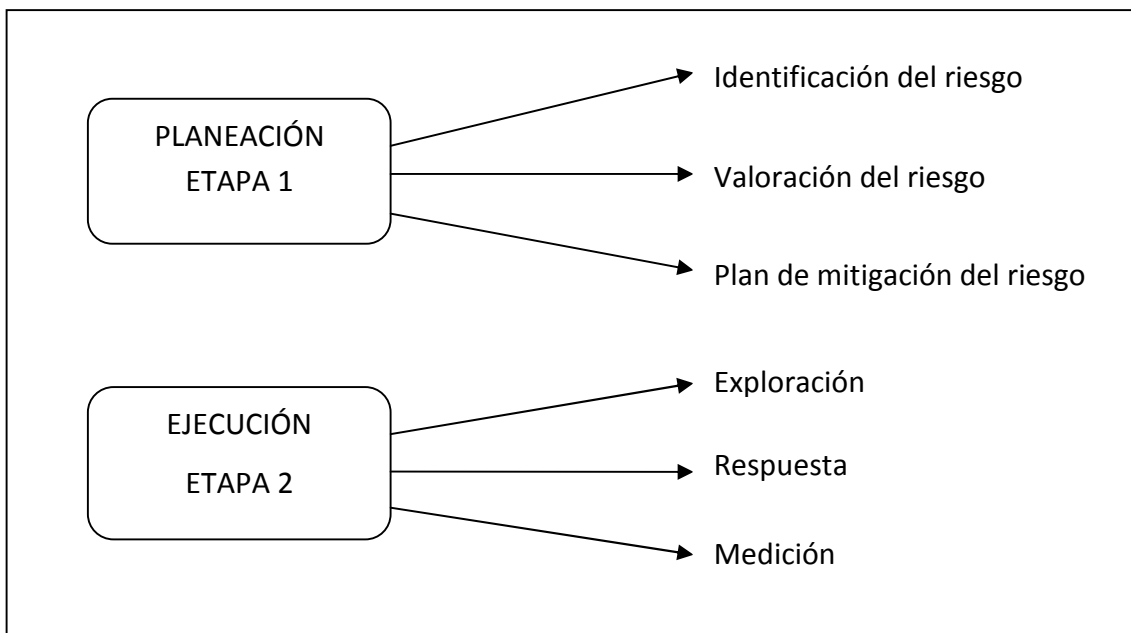 PLANEACIÓN
ETAPA 1
Identificación del riesgo
Valoración del riesgo
Plan de mitigación del riesgo
EJECUCIÓN
ETAPA 2
Exploración
Respuesta
Medición